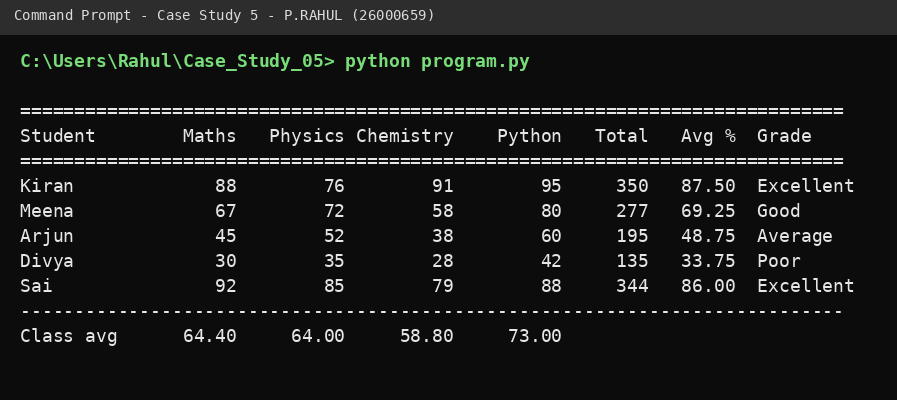 Command Prompt - Case Study 5 - P.RAHUL (26000659)
C:\Users\Rahul\Case_Study_05> python program.py
============================================================================
Student        Maths   Physics Chemistry    Python   Total   Avg %  Grade
============================================================================
Kiran             88        76        91        95     350   87.50  Excellent
Meena             67        72        58        80     277   69.25  Good
Arjun             45        52        38        60     195   48.75  Average
Divya             30        35        28        42     135   33.75  Poor
Sai               92        85        79        88     344   86.00  Excellent
----------------------------------------------------------------------------
Class avg      64.40     64.00     58.80     73.00